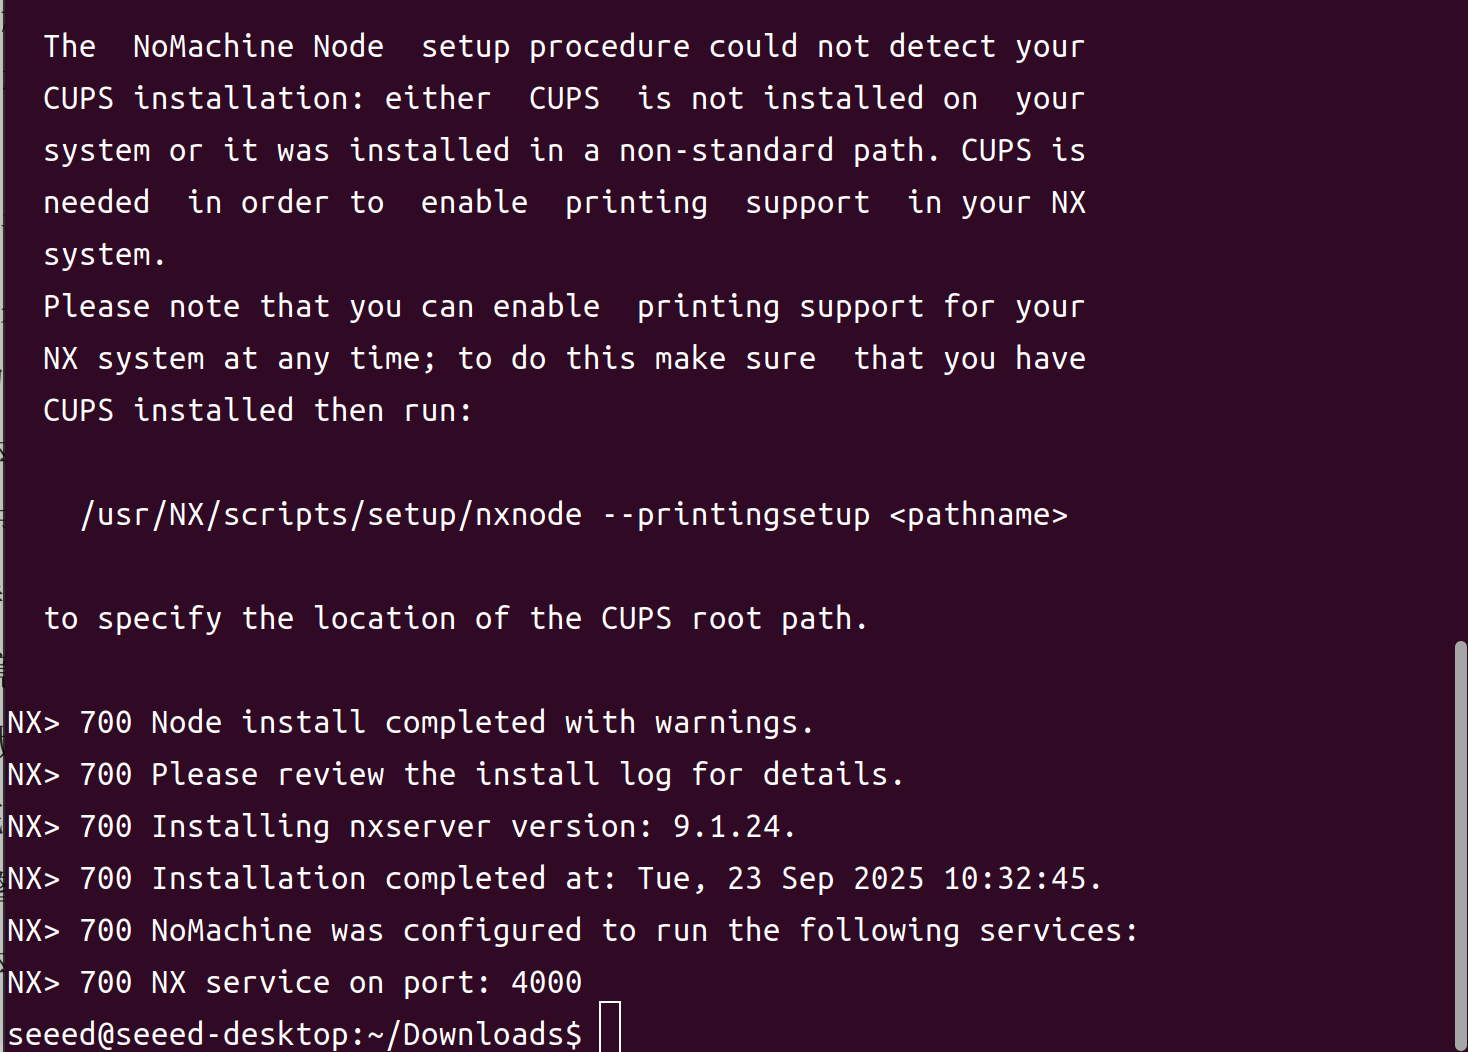 The  NoMachine Node  setup procedure could not detect your
CUPS installation: either  CUPS  is not installed on  your
system or it was installed in a non-standard path. CUPS is
needed  in order to  enable  printing  support  in your NX
system.
Please note that you can enable  printing support for your
NX system at any time; to do this make sure  that you have
CUPS installed then run:
/usr/NX/scripts/setup/nxnode --printingsetup <pathname>
to specify the location of the CUPS root path.
NX> 700 Node install completed with warnings.
NX> 700 Please review the install log for details.
NX> 700 Installing nxserver version: 9.1.24.
NX> 700 Installation completed at: Tue, 23 Sep 2025 10:32:45.
NX> 700 NoMachine was configured to run the following services:
NX> 700 NX service on port: 4000
seeed@seeed-desktop:~/Downloads$